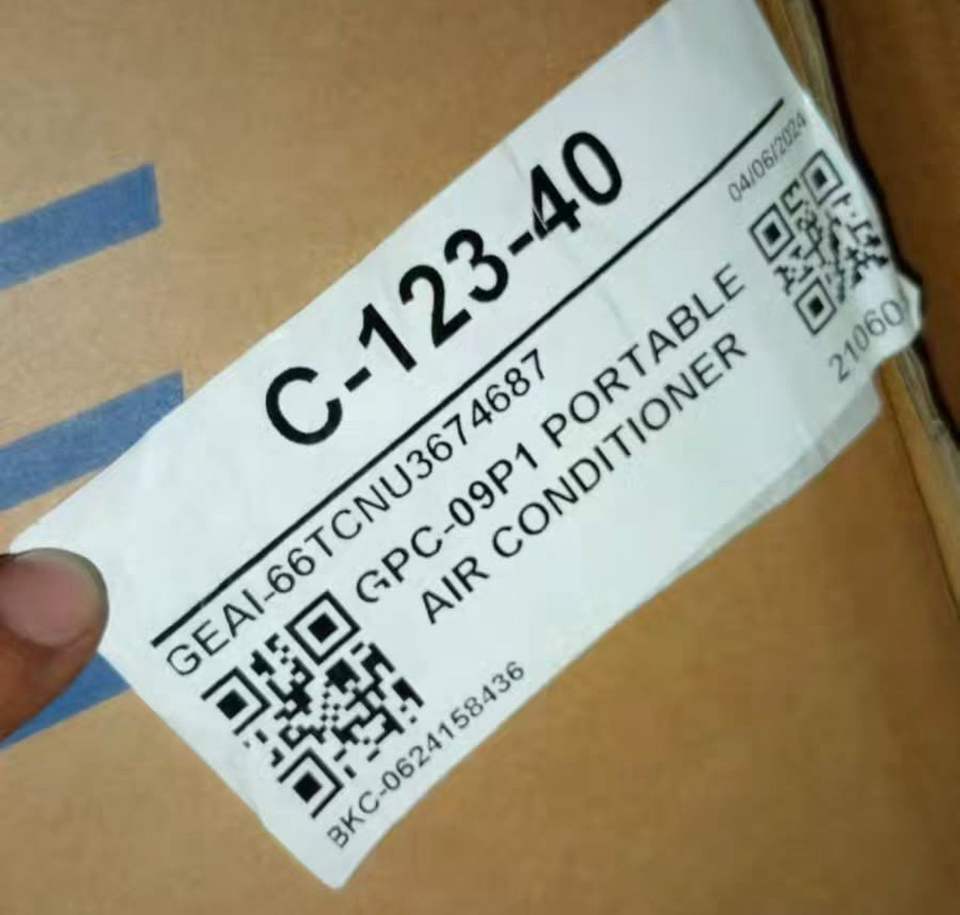 C-123-40
04/06/2024
GEAI-66TCNU3674687
GPC-09P1 PORTABLE
AIR CONDITIONER
21060
BKC-0624158436